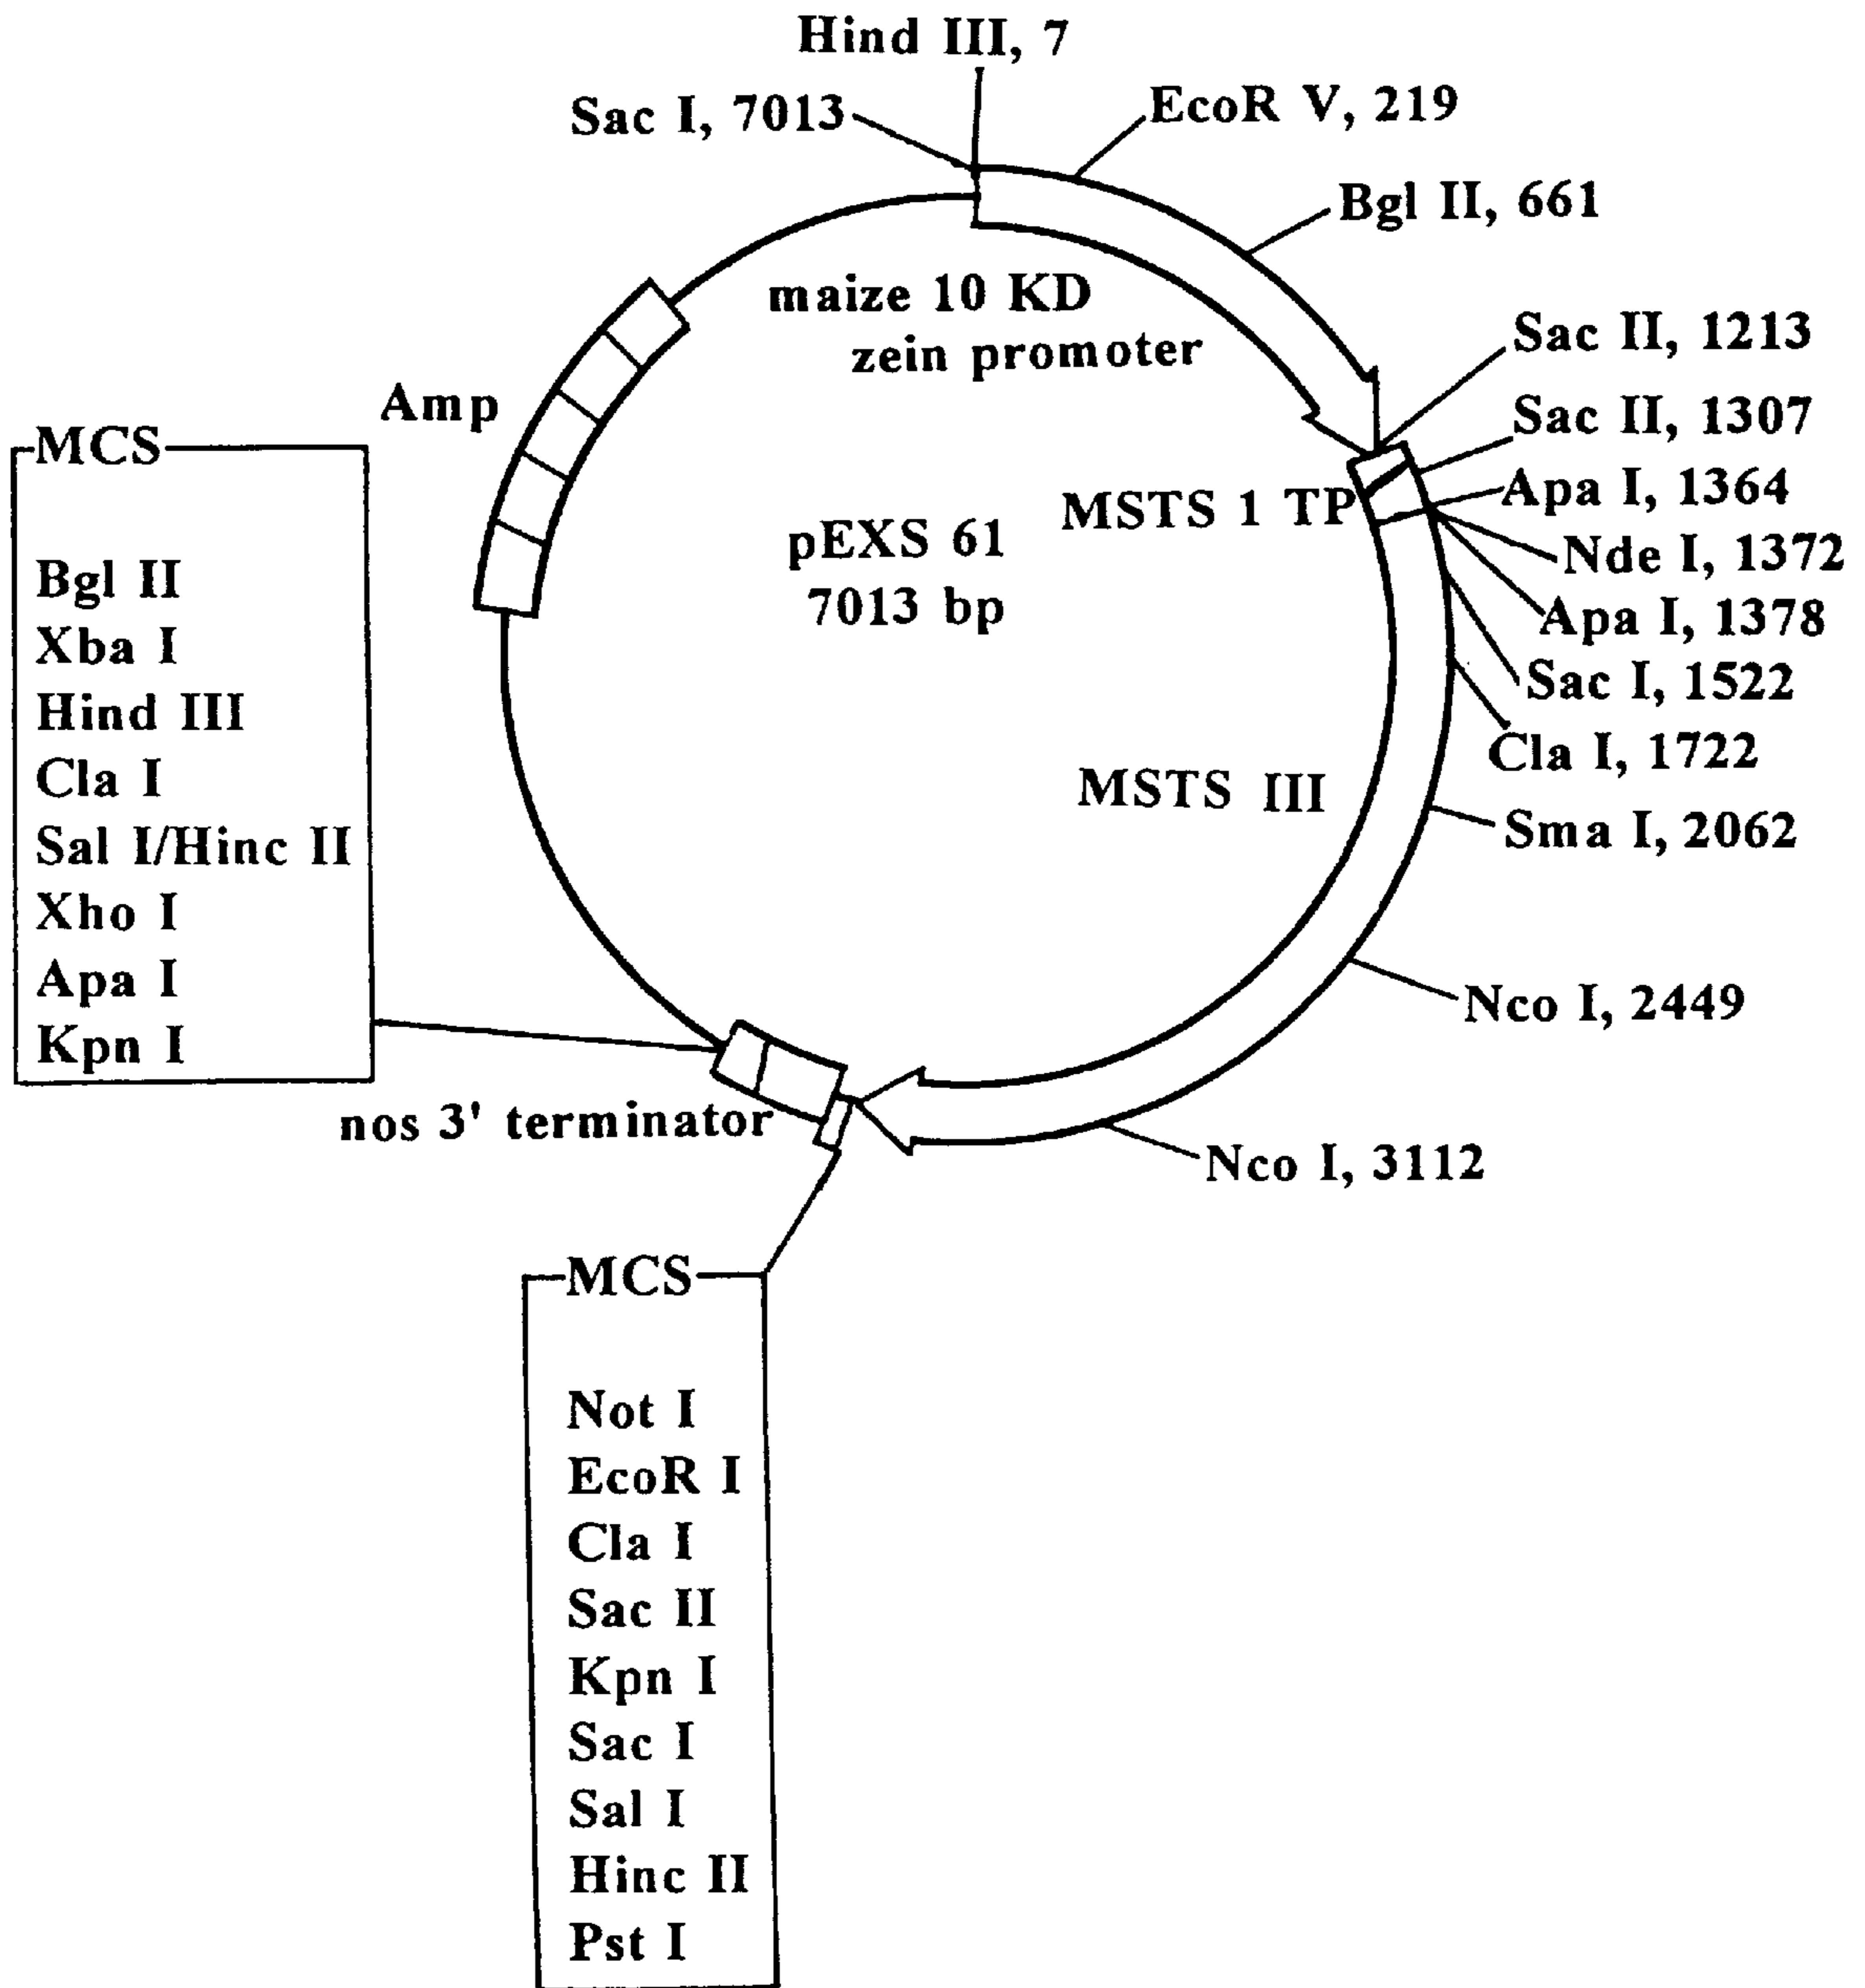 Hind III, 7
Sac I, 7013
EcoR V, 219
Bgl II, 661
maize 10 KD
zein promoter
Sac II, 1213
Sac II, 1307
Apa I, 1364
Nde I, 1372
Apa I, 1378
Sac I, 1522
Cla I, 1722
Sma I, 2062
Nco I, 2449
Nco I, 3112
MSTS 1 TP
pEXS 61
7013 bp
MSTS III
Amp
MCS
Bgl II
Xba I
Hind III
Cla I
Sal I/Hinc II
Xho I
Apa I
Kpn I
nos 3' terminator
MCS
Not I
EcoR I
Cla I
Sac II
Kpn I
Sac I
Sal I
Hinc II
Pst I